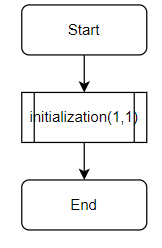 Start
initialization(1,1)
End